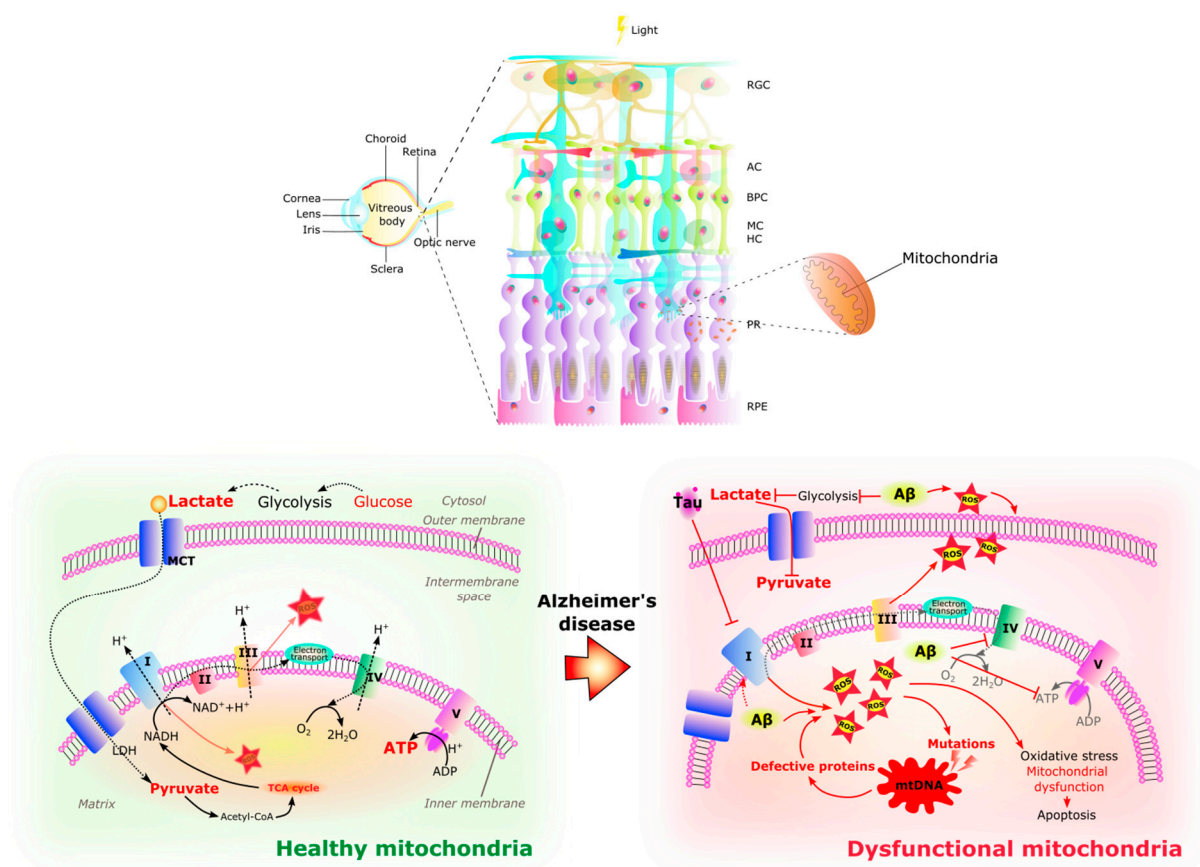 Light
RGC
Choroid
Retina
AC
Cornea
BPC
Lens
Vitreous
body
Iris
MC
HC
Optic nerve
Sclera
Mitochondria
PR
RPE
Lactate
Glycolysis
Glucose
Cytosol
Outer membrane
MCT
Intermembrane
space
H⁺
ROS
H⁺
H⁺
I
III
Electron
transport
II
IV
NAD⁺+H⁺
O₂
2H₂O
V
NADH
LDH
ROS
ATP
H⁺
ADP
Pyruvate
TCA cycle
Matrix
Acetyl-CoA
Inner membrane
Healthy mitochondria
Alzheimer's
disease
Tau
Lactate
Glycolysis
Aβ
ROS
ROS
ROS
Pyruvate
Electron
transport
III
II
IV
I
Aβ
O₂
2H₂O
V
ROS
ROS
ROS
ROS
ATP
ADP
Aβ
Mutations
Defective proteins
mtDNA
Oxidative stress
Mitochondrial
dysfunction
Apoptosis
Dysfunctional mitochondria